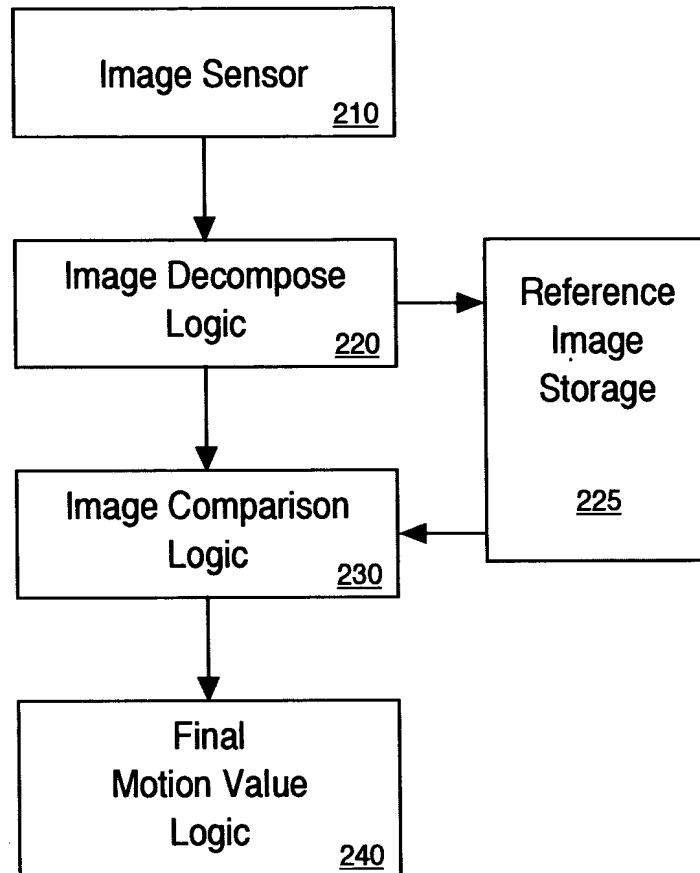 Image Sensor
210
Image Decompose
Logic
220
Reference
Image
Storage
225
Image Comparison
Logic
230
Final
Motion Value
Logic
240